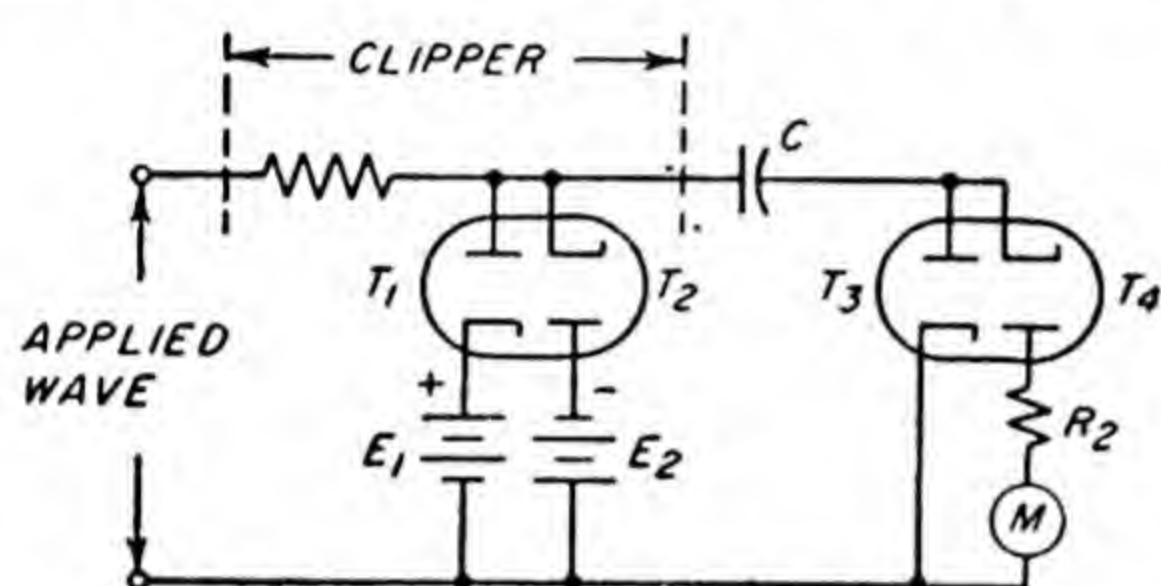 CLIPPER
C
T1 T2 T3 T4
APPLIED
WAVE
+ -
E1 E2 R2
M